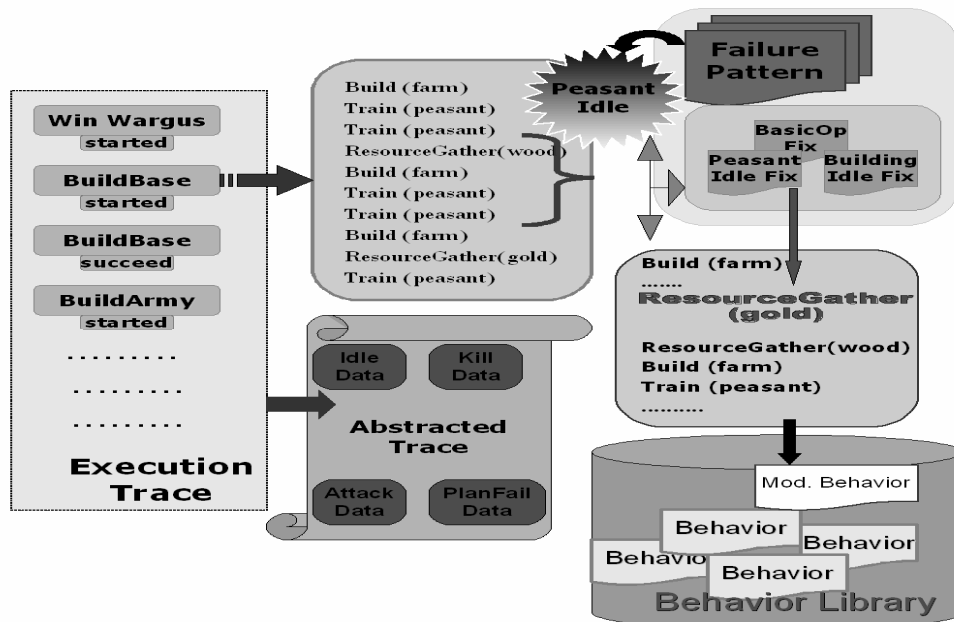 Win Wargus
started
BuildBase
started
BuildBase
succeed
BuildArmy
started
. . . . . . . . .
. . . . . . . . .
. . . . . . . . .
Execution
Trace
Build (farm)
Train (peasant)
Train (peasant)
ResourceGather(wood)
Build (farm)
Train (peasant)
Train (peasant)
Build (farm)
ResourceGather(gold)
Train (peasant)
Peasant
Idle
Failure
Pattern
BasicOp
Fix
Peasant
Idle Fix
Building
Idle Fix
Build (farm)
.......
ResourceGather
(gold)
ResourceGather(wood)
Build (farm)
Train (peasant)
..........
Idle
Data
Kill
Data
Abstracted
Trace
Attack
Data
PlanFail
Data
Mod. Behavior
Behavior
Behavior
Behavior
Behavior
Behavior Library